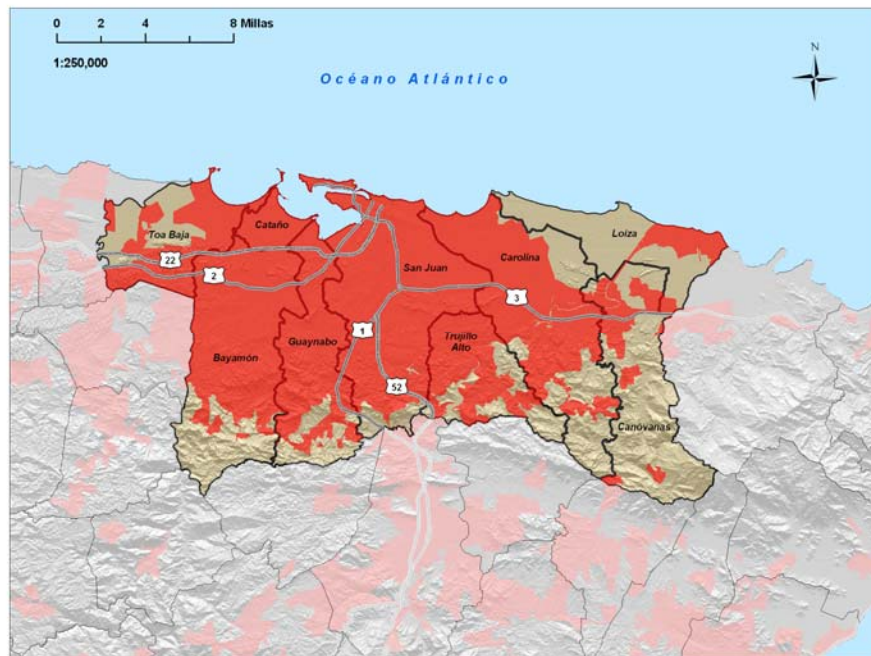 0 2 4 8 Millas
1:250,000
Océano Atlántico
N
Toa Baja
Cataño
Loiza
22
2
San Juan
Carolina
3
1
Bayamón
Guaynabo
Trujillo
Alto
52
Canóvanas